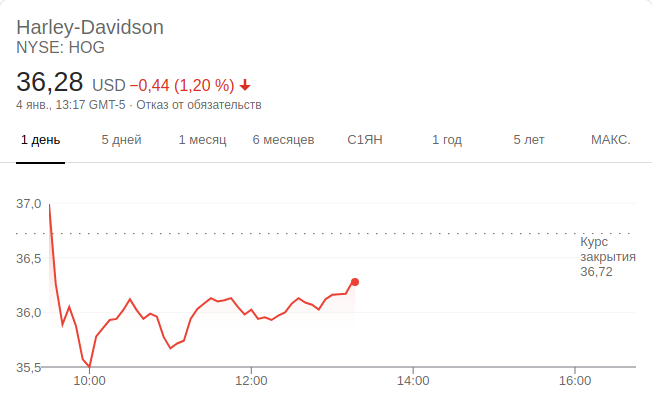 Harley-Davidson
NYSE: HOG
36,28 USD −0,44 (1,20 %)
4 янв., 13:17 GMT-5 · Отказ от обязательств
1 день 5 дней 1 месяц 6 месяцев С1ЯН 1 год 5 лет МАКС.
37,0
Курс
закрытия
36,5
36,72
36,0
35,5
10:00 12:00 14:00 16:00